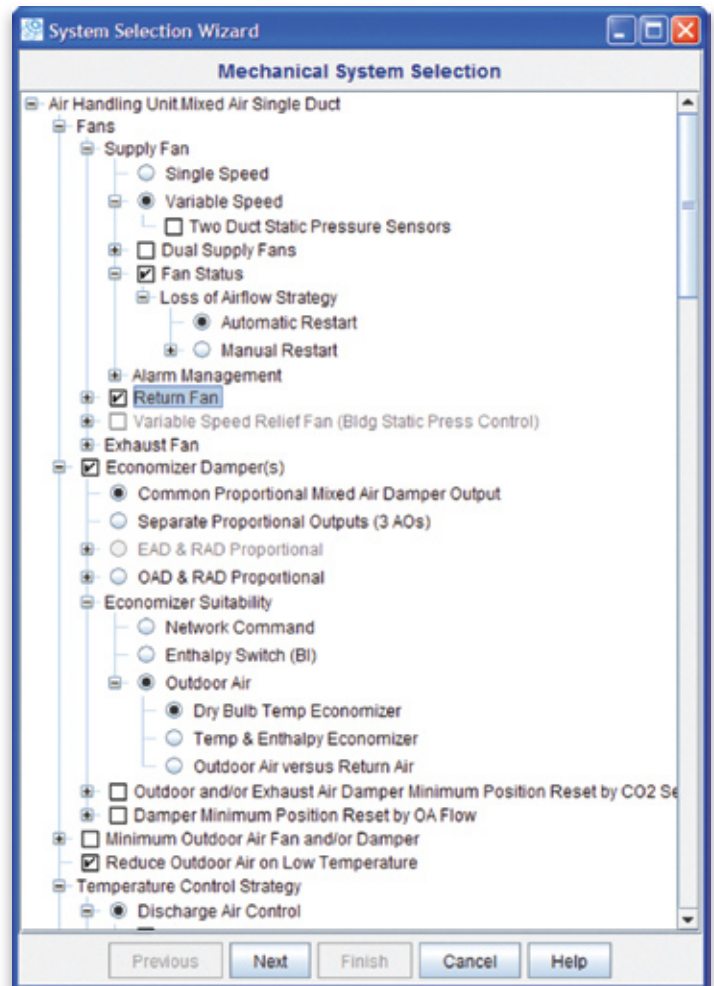 System Selection Wizard
Mechanical System Selection
Air Handling Unit.Mixed Air Single Duct
Fans
Supply Fan
Single Speed
Variable Speed
Two Duct Static Pressure Sensors
Dual Supply Fans
Fan Status
Loss of Airflow Strategy
Automatic Restart
Manual Restart
Alarm Management
Return Fan
Variable Speed Relief Fan (Bldg Static Press Control)
Exhaust Fan
Economizer Damper(s)
Common Proportional Mixed Air Damper Output
Separate Proportional Outputs (3 AOs)
EAD & RAD Proportional
OAD & RAD Proportional
Economizer Suitability
Network Command
Enthalpy Switch (BI)
Outdoor Air
Dry Bulb Temp Economizer
Temp & Enthalpy Economizer
Outdoor Air versus Return Air
Outdoor and/or Exhaust Air Damper Minimum Position Reset by CO2 Se
Damper Minimum Position Reset by OA Flow
Minimum Outdoor Air Fan and/or Damper
Reduce Outdoor Air on Low Temperature
Temperature Control Strategy
Discharge Air Control
Previous Next Finish Cancel Help